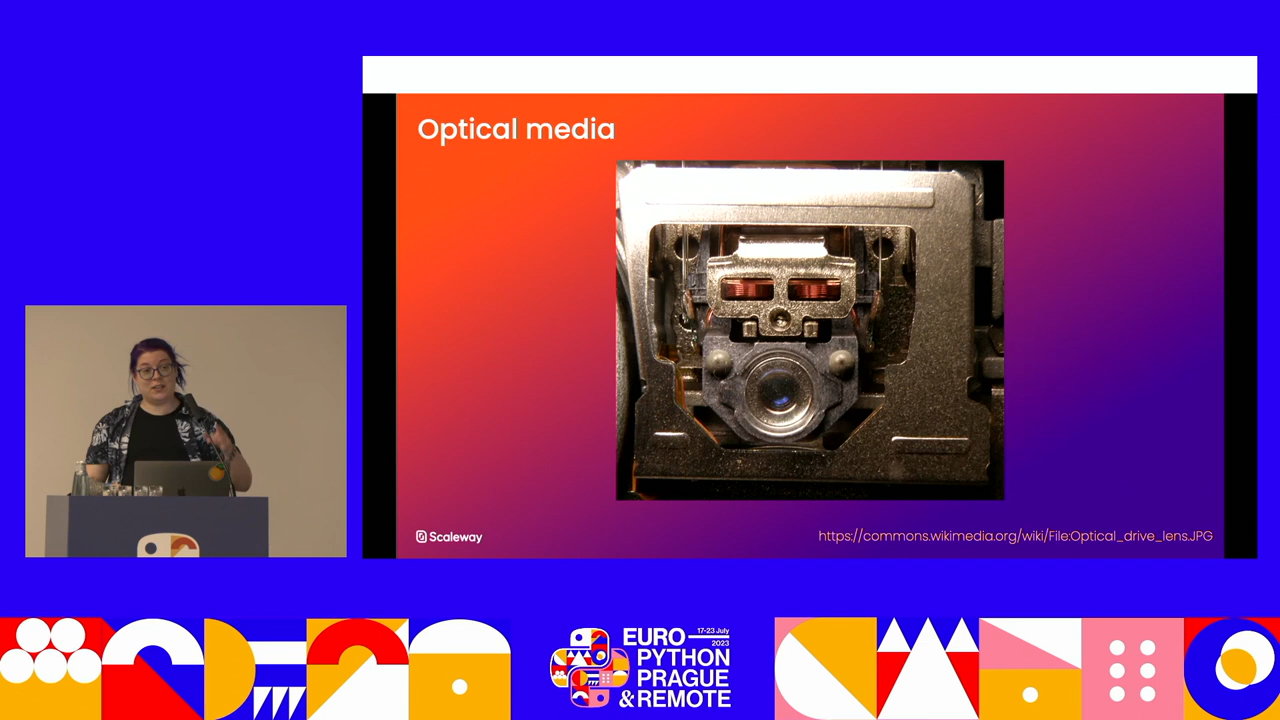 Optical media
Scaleway
https://commons.wikimedia.org/wiki/File:Optical_drive_lens.JPG
EURO 17-23 July 2023
PYTHON
PRAGUE
& REMOTE